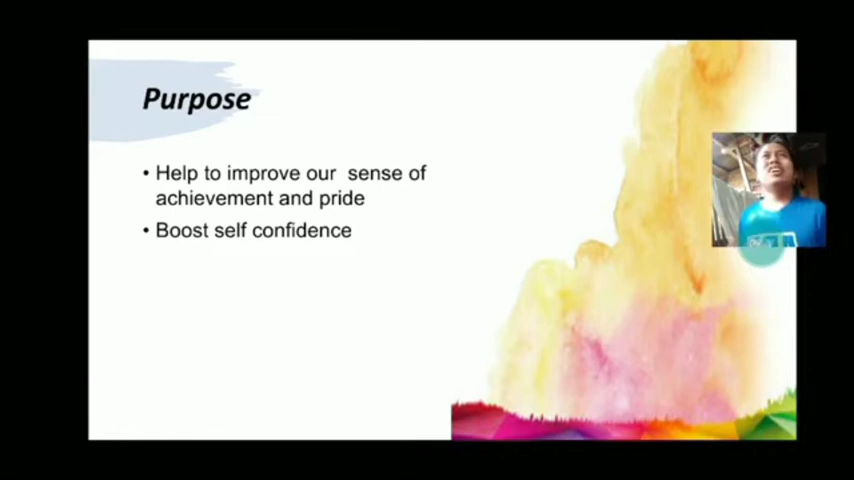 Purpose
• Help to improve our sense of
achievement and pride
• Boost self confidence